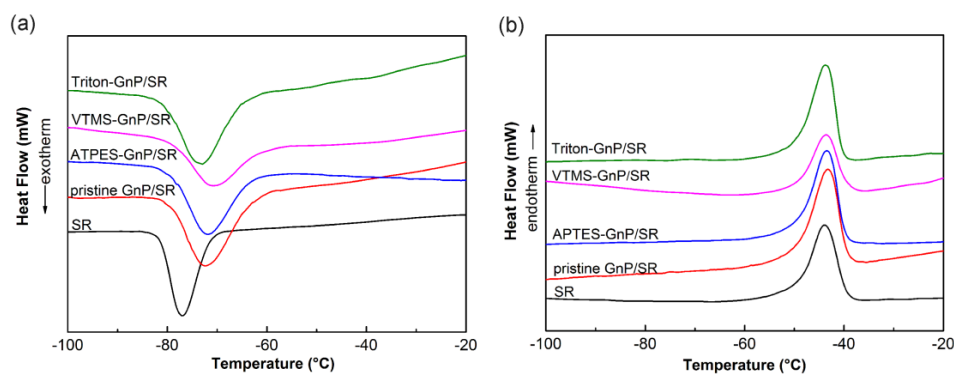 (a)
Heat Flow (mW)
exotherm
Triton-GnP/SR
VTMS-GnP/SR
ATPES-GnP/SR
pristine GnP/SR
SR
-100 -80 -60 -40 -20
Temperature (°C)
(b)
Heat Flow (mW)
endotherm
Triton-GnP/SR
VTMS-GnP/SR
APTES-GnP/SR
pristine GnP/SR
SR
-100 -80 -60 -40 -20
Temperature (°C)